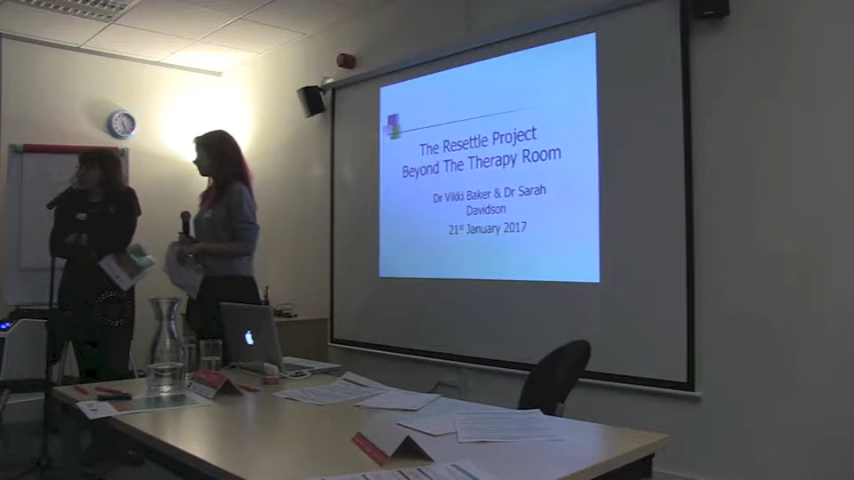 The Resettle Project
Beyond the Therapy Room
Dr Vikki Baker & Dr Sarah
Davidson
21st January 2017